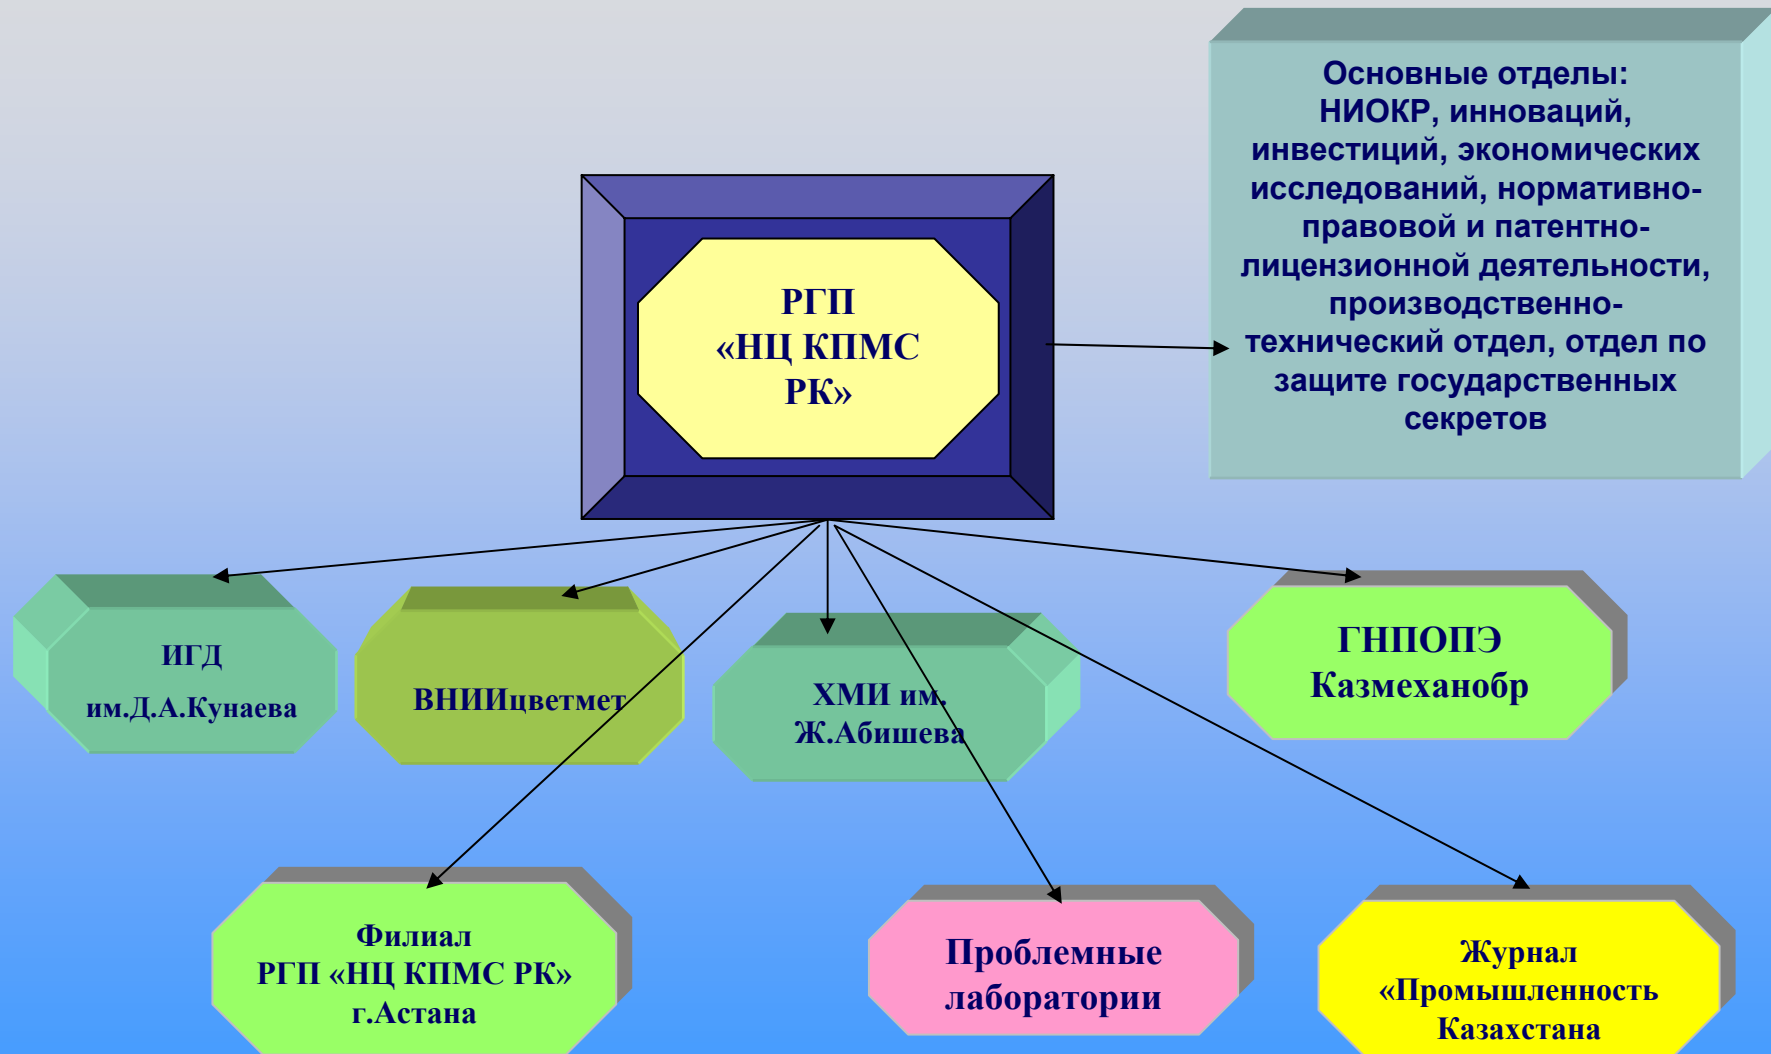 Основные отделы:
НИОКР, инноваций,
инвестиций, экономических
исследований, нормативно-
правовой и патентно-
лицензионной деятельности,
производственно-
технический отдел, отдел по
защите государственных
секретов
РГП
«НЦ КПМС
РК»
ИГД
им.Д.А.Кунаева
ВНИИцветмет
ХМИ им.
Ж.Абишева
ГНПОПЭ
Казмеханобр
Филиал
РГП «НЦ КПМС РК»
г.Астана
Проблемные
лаборатории
Журнал
«Промышленность
Казахстана